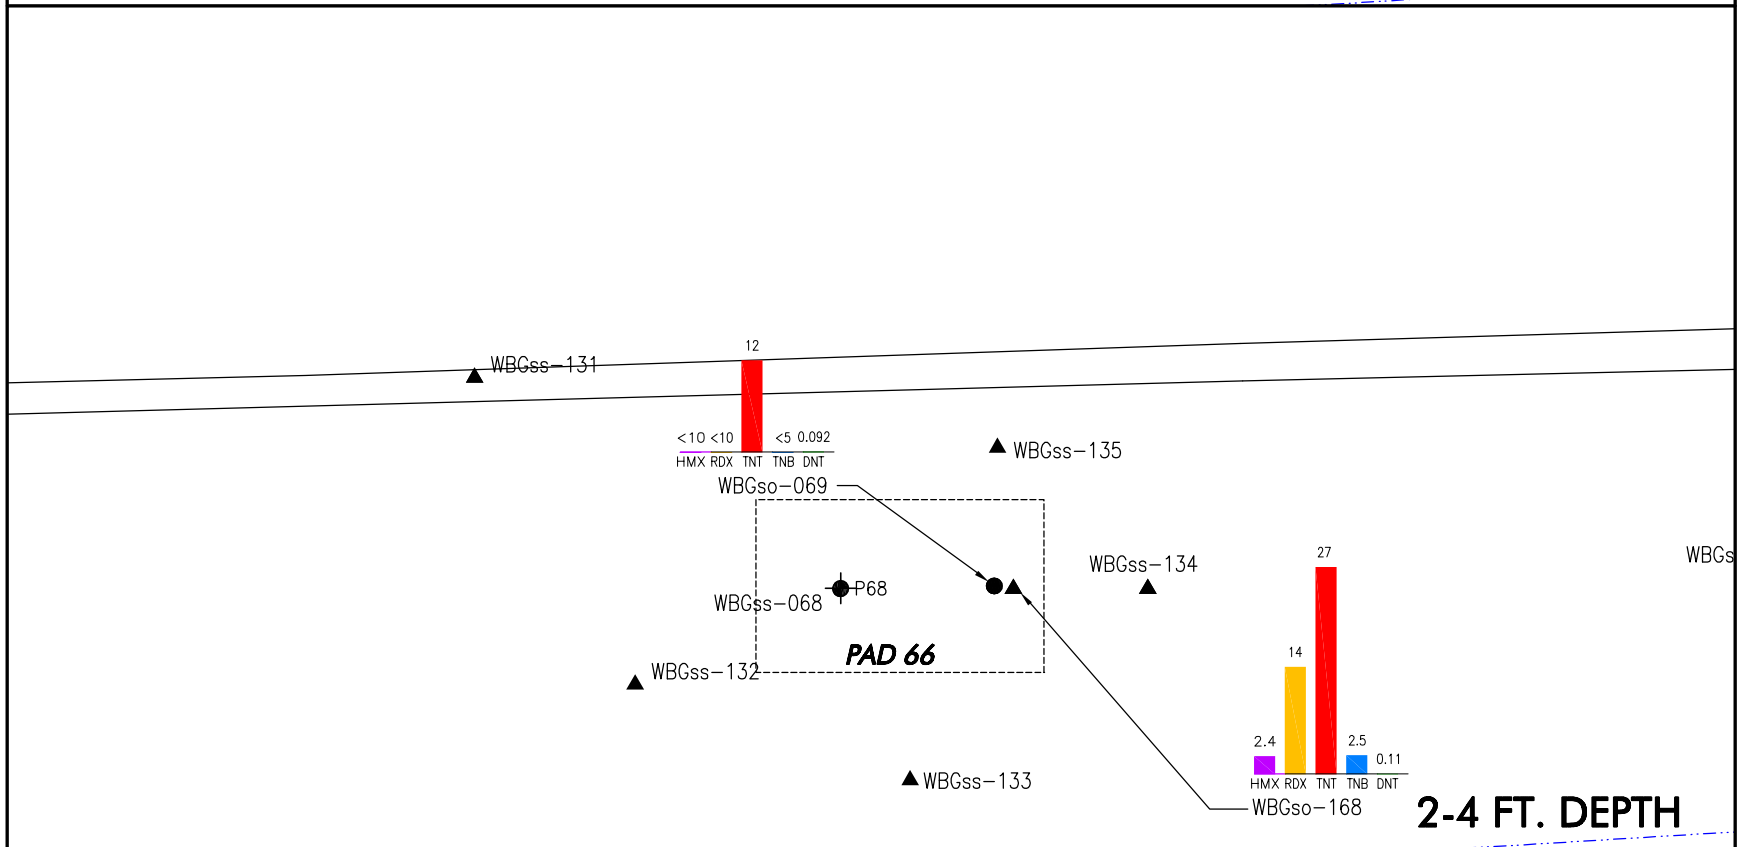 WBGss-131
12
<10 <10 <5 0.092
HMX RDX TNT TNB DNT
WBGss-135
WBGso-069
WBGss-134
WBGs
27
P68
WBGss-068
PAD 66
14
WBGss-132
2.4 2.5 0.11
HMX RDX TNT TNB DNT
WBGss-133
WBGso-168
2-4 FT. DEPTH